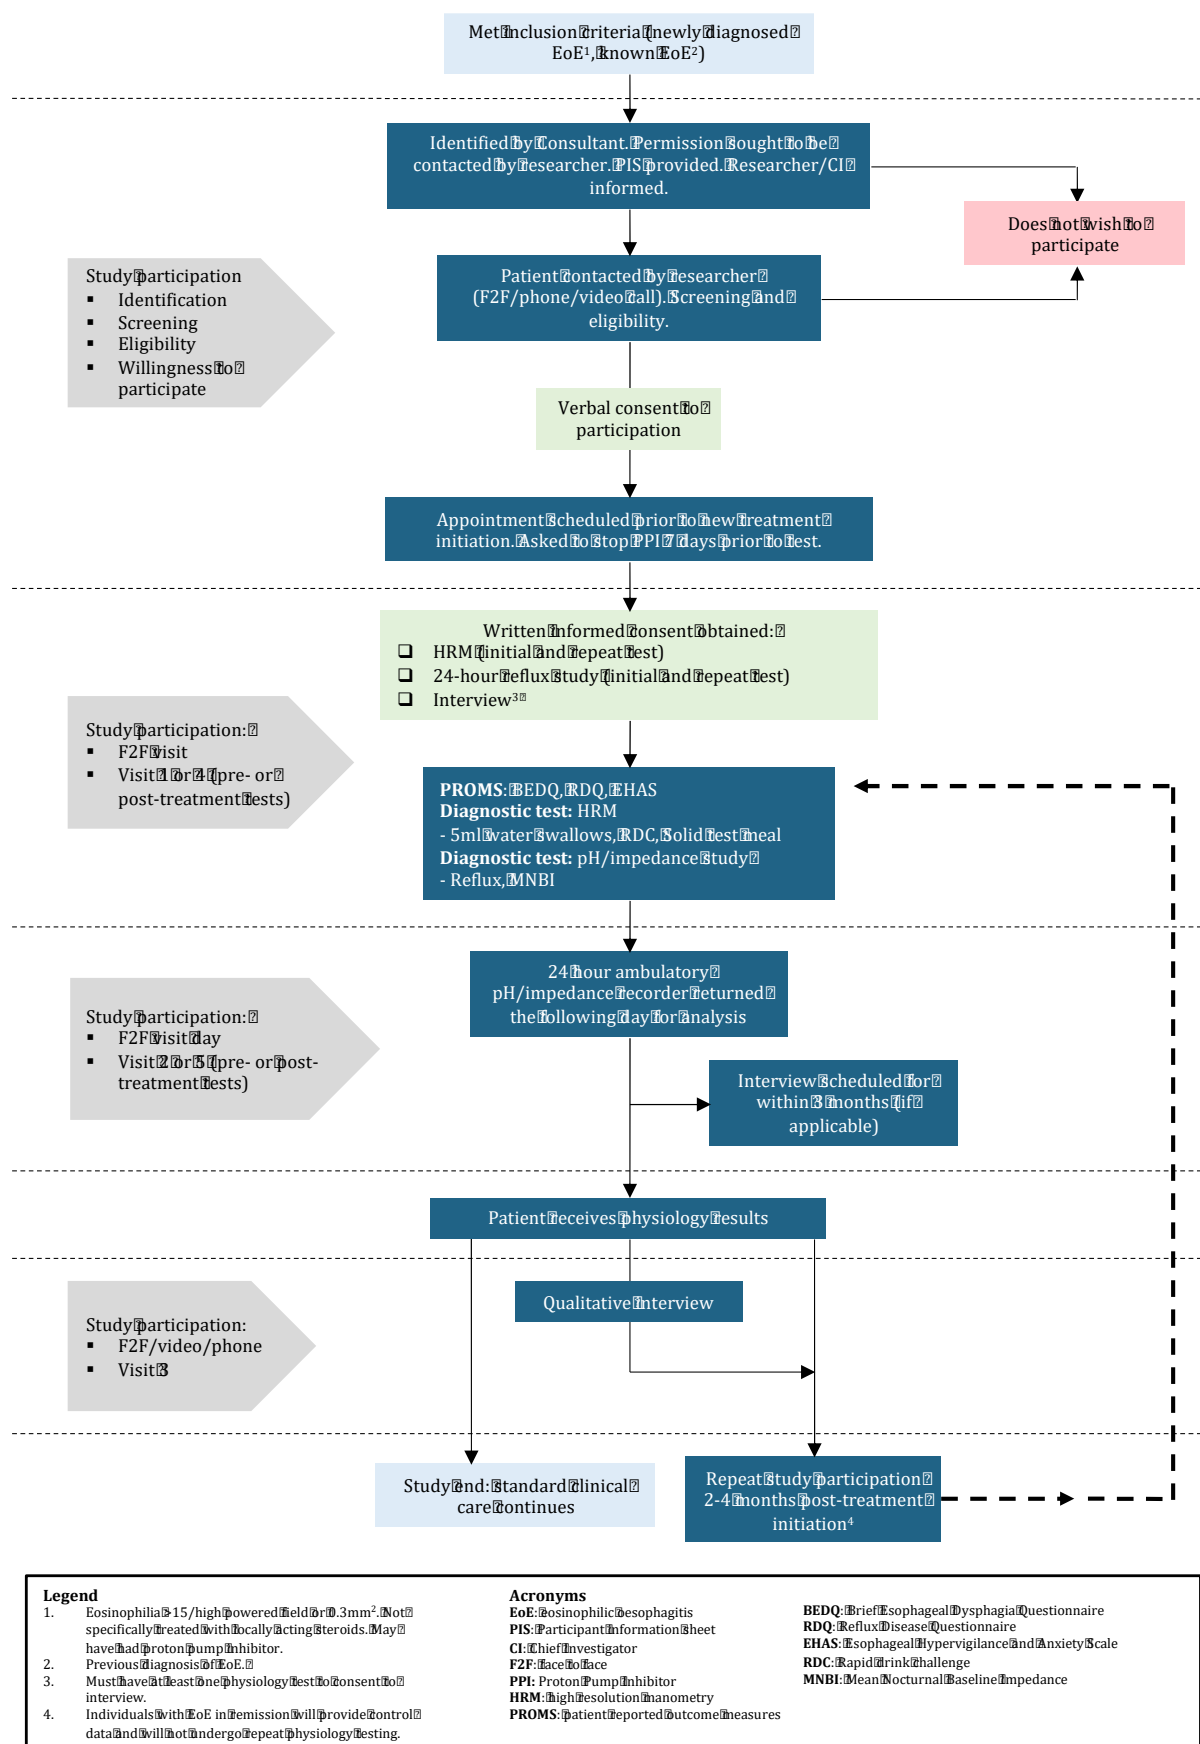 Met inclusion criteria (newly diagnosed
EoE¹, known EoE²)
Identified by Consultant. Permission sought to be
contacted by researcher. PIS provided. Researcher/CI
informed.
Does not wish to
participate
Patient contacted by researcher
(F2F/phone/video call). Screening and
eligibility.
Study participation
▪ Identification
▪ Screening
▪ Eligibility
▪ Willingness to
participate
Verbal consent to
participation
Appointment scheduled prior to new treatment
initiation. Asked to stop PPI 7 days prior to test.
Written informed consent obtained:
❑ HRM (initial and repeat test)
❑ 24-hour reflux study (initial and repeat test)
❑ Interview³
Study participation:
▪ F2F visit
▪ Visit 1 or 4 (pre- or
post-treatment tests)
PROMS: BEDQ, RDQ, EHAS
Diagnostic test: HRM
- 5ml water swallows, RDC, Solid test meal
Diagnostic test: pH/impedance study
- Reflux, MNBI
24 hour ambulatory
pH/impedance recorder returned
the following day for analysis
Study participation:
▪ F2F visit day
▪ Visit 2 or 5 (pre- or post-
treatment tests)
Interview scheduled for
within 3 months (if
applicable)
Patient receives physiology results
Qualitative interview
Study participation:
▪ F2F/video/phone
▪ Visit 3
Study end: standard clinical
care continues
Repeat study participation
2-4 months post-treatment
initiation⁴
Legend
1. Eosinophilia >15/high powered field or 0.3mm². Not
specifically treated with locally acting steroids. May
have had proton pump inhibitor.
2. Previous diagnosis of EoE.
3. Must have at least one physiology test to consent to
interview.
4. Individuals with EoE in remission will provide control
data and will not undergo repeat physiology testing.
Acronyms
EoE: eosinophilic oesophagitis
PIS: Participant information sheet
CI: Chief Investigator
F2F: face to face
PPI: Proton Pump Inhibitor
HRM: high resolution manometry
PROMS: patient reported outcome measures
BEDQ: Brief Esophageal Dysphagia Questionnaire
RDQ: Reflux Disease Questionnaire
EHAS: Esophageal Hypervigilance and Anxiety Scale
RDC: Rapid drink challenge
MNBI: Mean Nocturnal Baseline Impedance